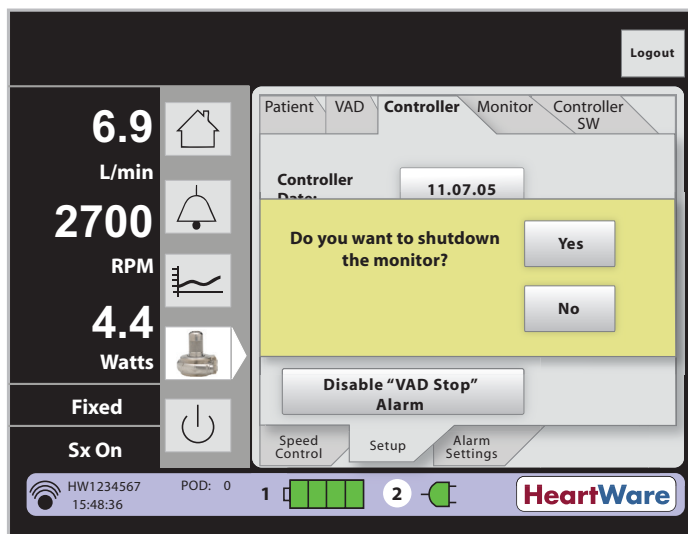 Logout
6.9
L/min
2700
RPM
4.4
Watts
Fixed
Sx On
Patient VAD Controller Monitor Controller
SW
Controller
Date:
11.07.05
Do you want to shutdown
the monitor?
Yes
No
Disable “VAD Stop”
Alarm
Speed
Control
Setup
Alarm
Settings
HW1234567
15:48:36
POD: 0
1
2
HeartWare